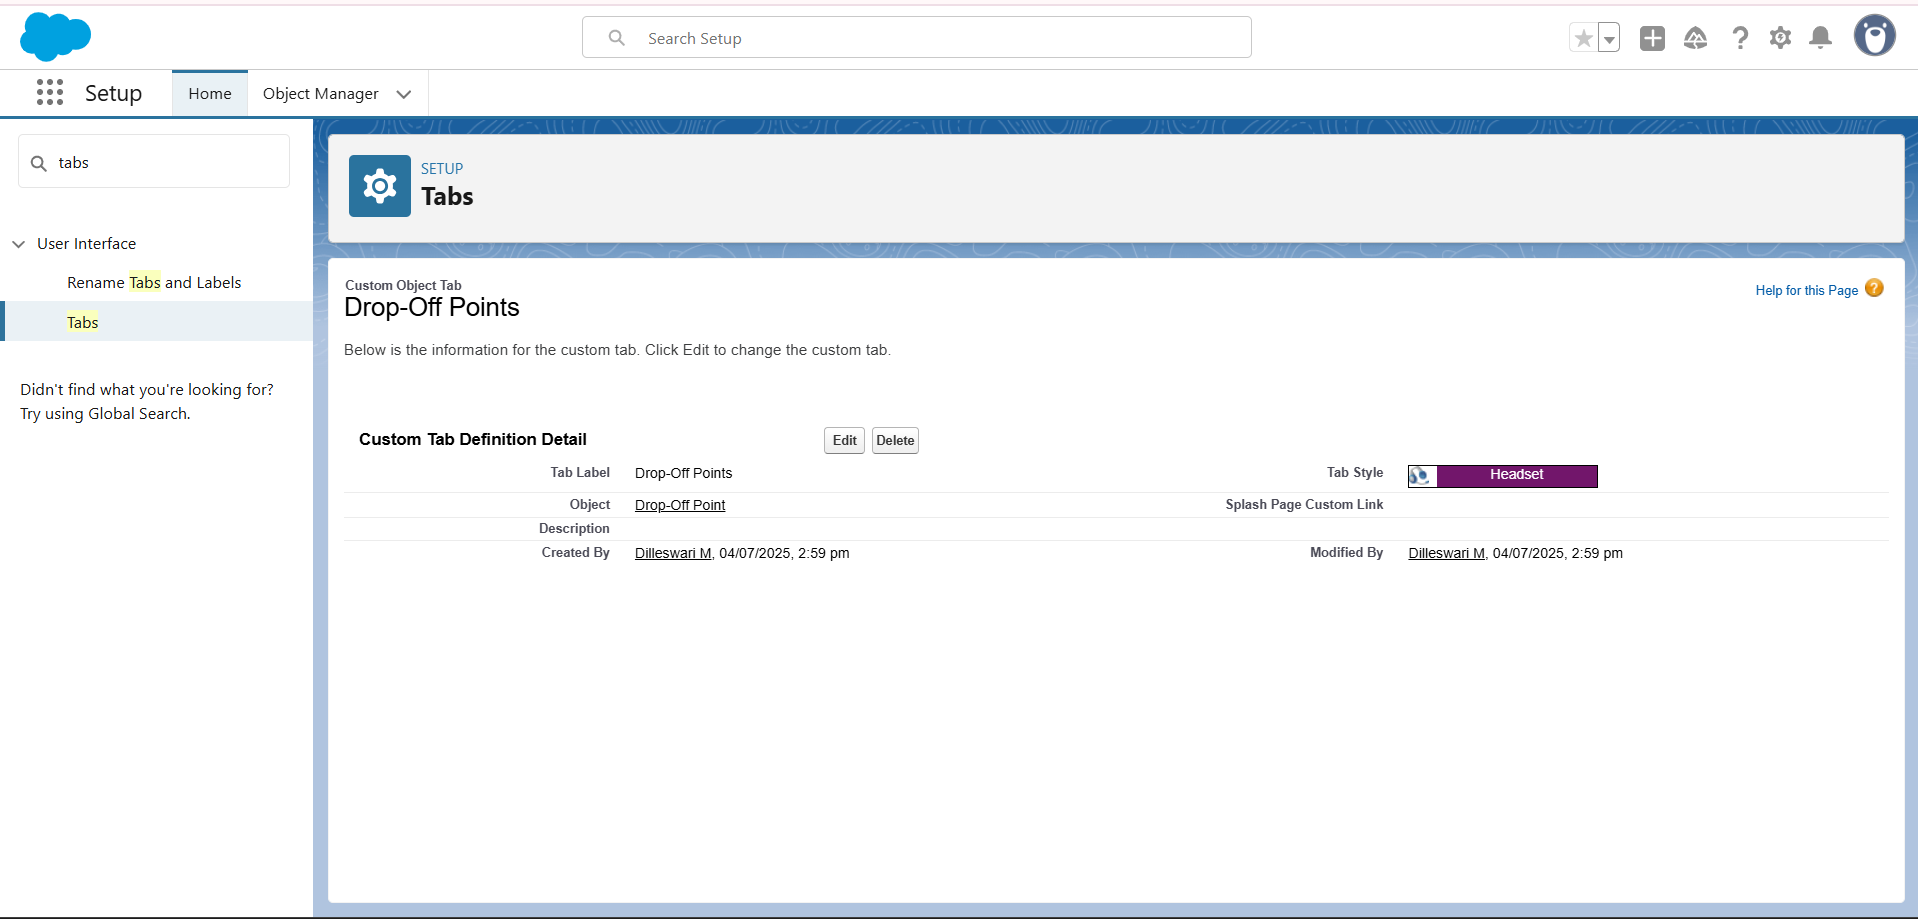 Search Setup
Setup
Home
Object Manager
tabs
User Interface
Rename Tabs and Labels
Tabs
Didn't find what you're looking for?
Try using Global Search.
SETUP
Tabs
Custom Object Tab
Drop-Off Points
Help for this Page ?
Below is the information for the custom tab. Click Edit to change the custom tab.
Custom Tab Definition Detail Edit Delete
Tab Label Drop-Off Points Tab Style Headset
Object Drop-Off Point Splash Page Custom Link
Description
Created By Dilleswari M, 04/07/2025, 2:59 pm Modified By Dilleswari M, 04/07/2025, 2:59 pm